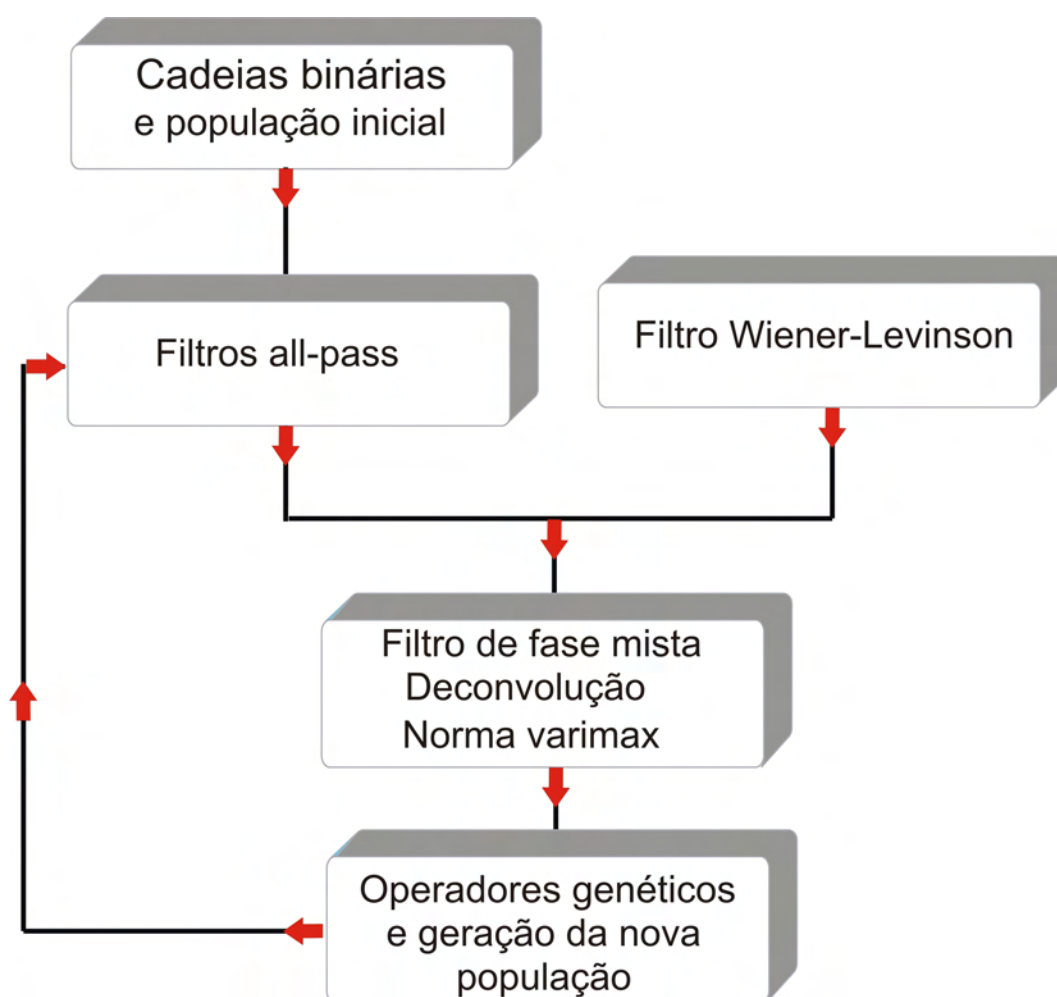 Cadeias binárias
e população inicial
Filtros all-pass
Filtro Wiener-Levinson
Filtro de fase mista
Deconvolução
Norma varimax
Operadores genéticos
e geração da nova
população